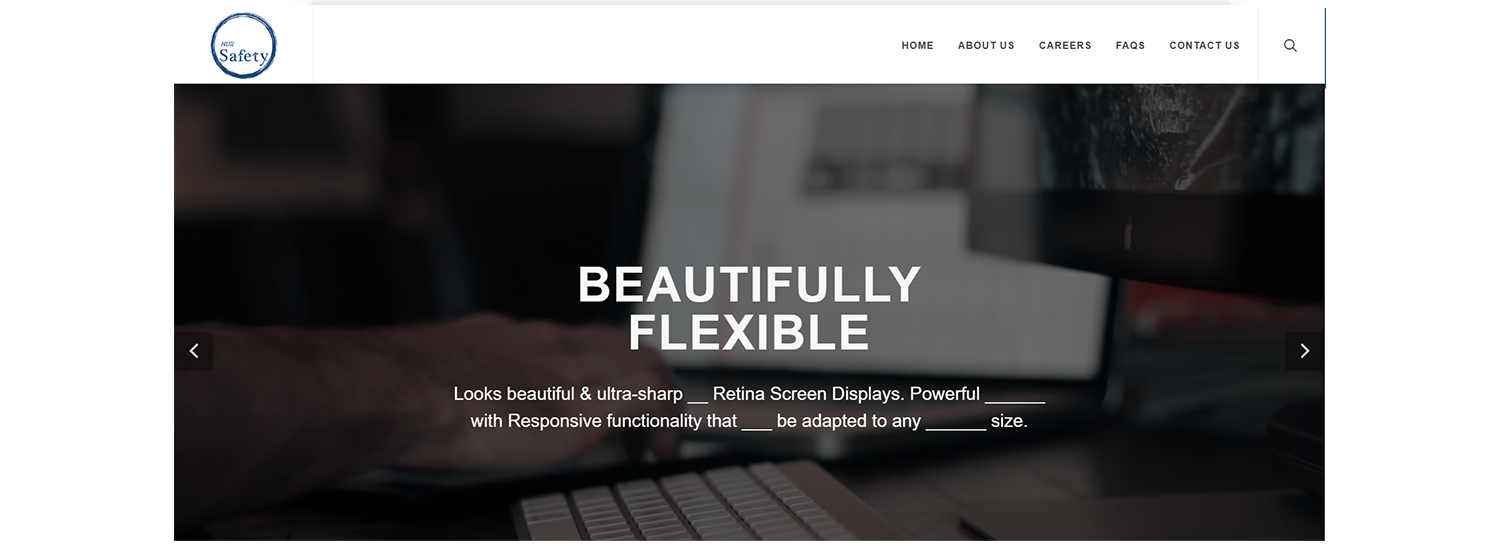 NUII
Safety
HOME ABOUT US CAREERS FAQS CONTACT US
BEAUTIFULLY
FLEXIBLE
Looks beautiful & ultra-sharp __ Retina Screen Displays. Powerful ______
with Responsive functionality that ___ be adapted to any ______ size.